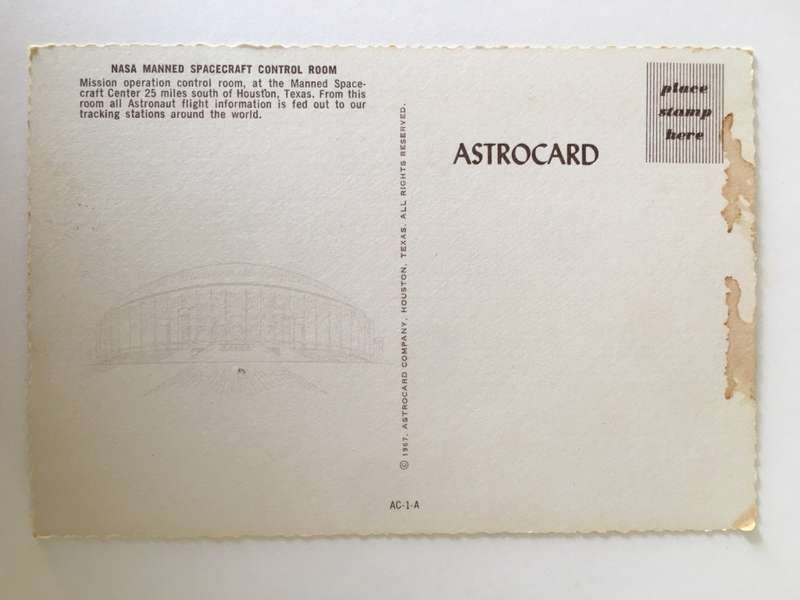 NASA MANNED SPACECRAFT CONTROL ROOM
Mission operation control room, at the Manned Space-
craft Center 25 miles south of Houston, Texas. From this
room all Astronaut flight information is fed out to our
tracking stations around the world.
© 1967, ASTROCARD COMPANY, HOUSTON, TEXAS. ALL RIGHTS RESERVED.
ASTROCARD
place
stamp
here
AC-1-A